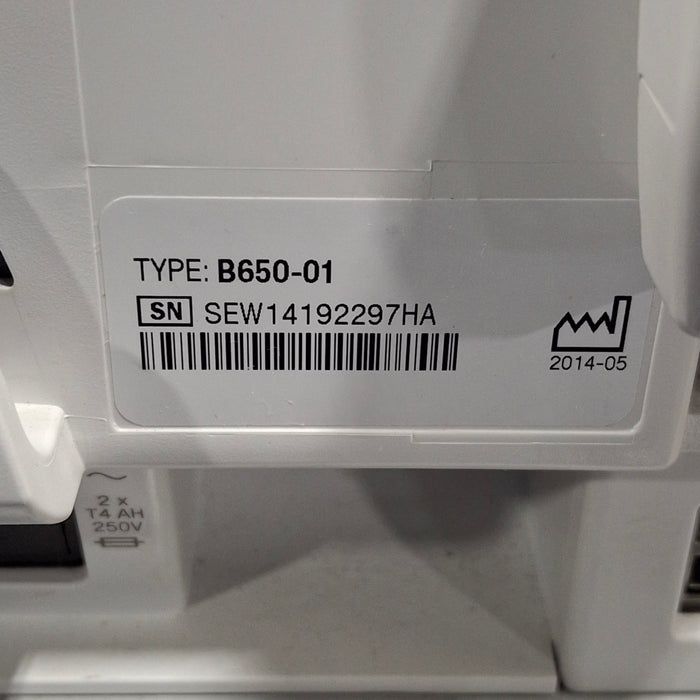 TYPE: B650-01
SN SEW14192297HA
2014-05
2 x
T4 AH
250V